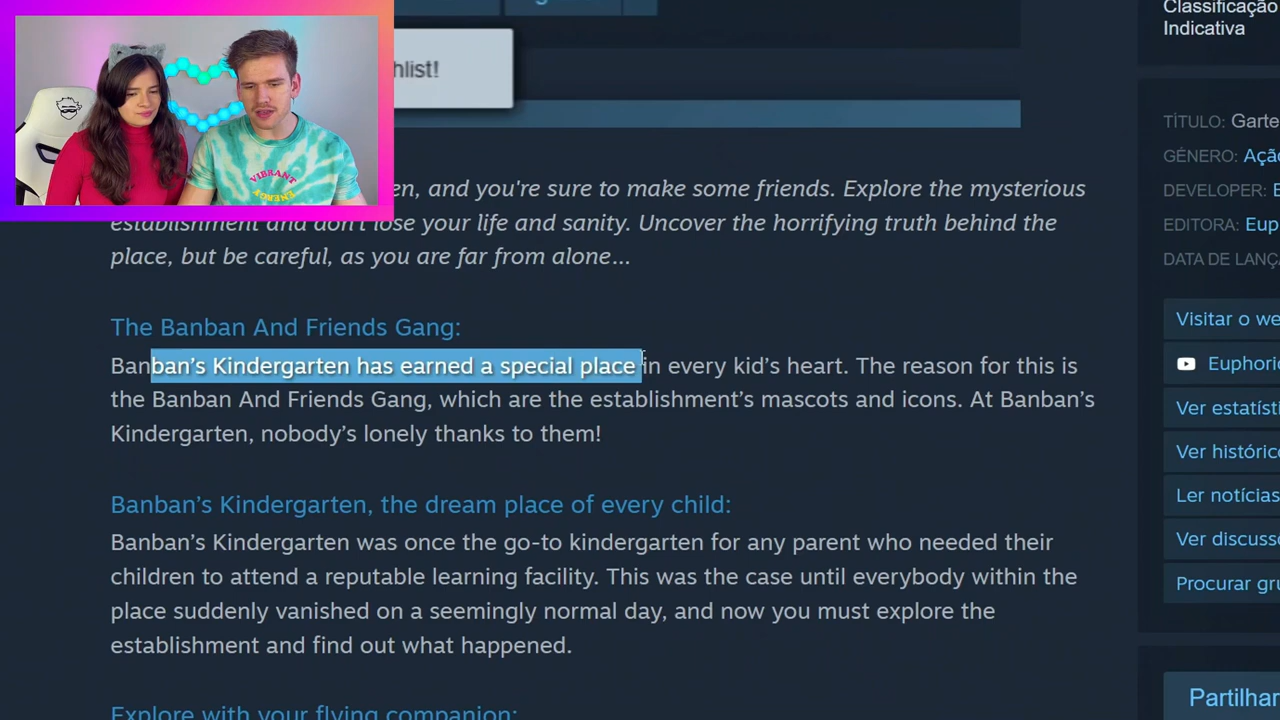 Classificação
Indicativa
hlist!
TÍTULO: Garte
GÉNERO: Ação
DEVELOPER: E
EDITORA: Eup
DATA DE LANÇ
en, and you're sure to make some friends. Explore the mysterious
establishment and don't lose your life and sanity. Uncover the horrifying truth behind the
place, but be careful, as you are far from alone...
The Banban And Friends Gang:
Banban's Kindergarten has earned a special place in every kid's heart. The reason for this is
the Banban And Friends Gang, which are the establishment's mascots and icons. At Banban's
Kindergarten, nobody's lonely thanks to them!
Banban's Kindergarten, the dream place of every child:
Banban's Kindergarten was once the go-to kindergarten for any parent who needed their
children to attend a reputable learning facility. This was the case until everybody within the
place suddenly vanished on a seemingly normal day, and now you must explore the
establishment and find out what happened.
Explore with your flying companion:
Visitar o we
Euphori
Ver estatísti
Ver históric
Ler notícias
Ver discuss
Procurar gru
Partilhar
VIBRANT
ENERGY